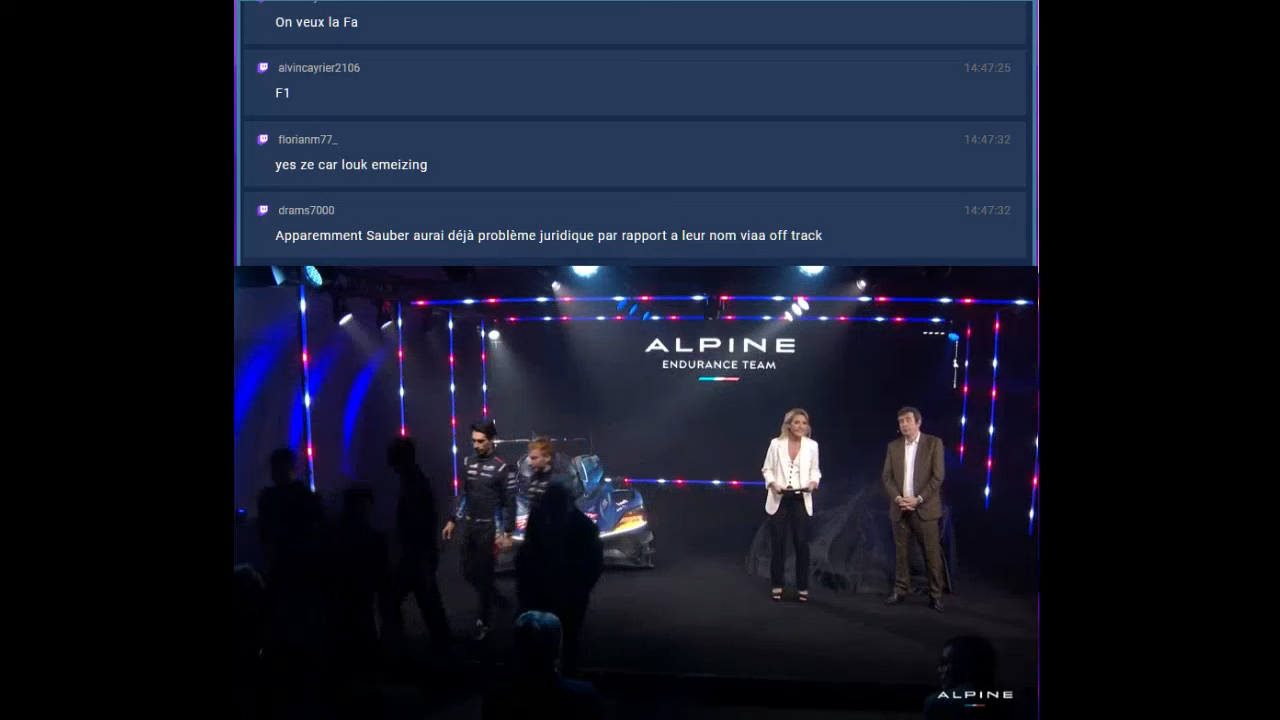 On veux la Fa
alvincayrier2106
14:47:25
F1
florianm77_
14:47:32
yes ze car louk emeizing
drams7000
14:47:32
Apparemment Sauber aurai déjà problème juridique par rapport a leur nom viaa off track
ALPINE
ENDURANCE TEAM
ALPINE